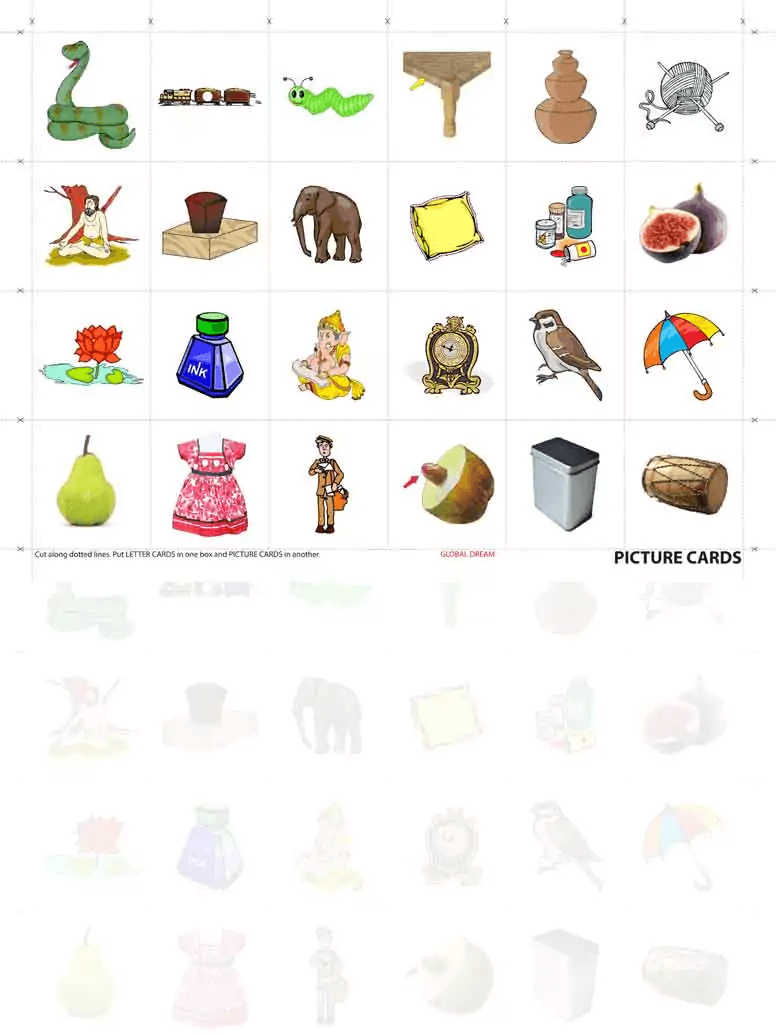 INK
Cut along dotted lines. Put LETTER CARDS in one box and PICTURE CARDS in another.
GLOBAL DREAM
PICTURE CARDS